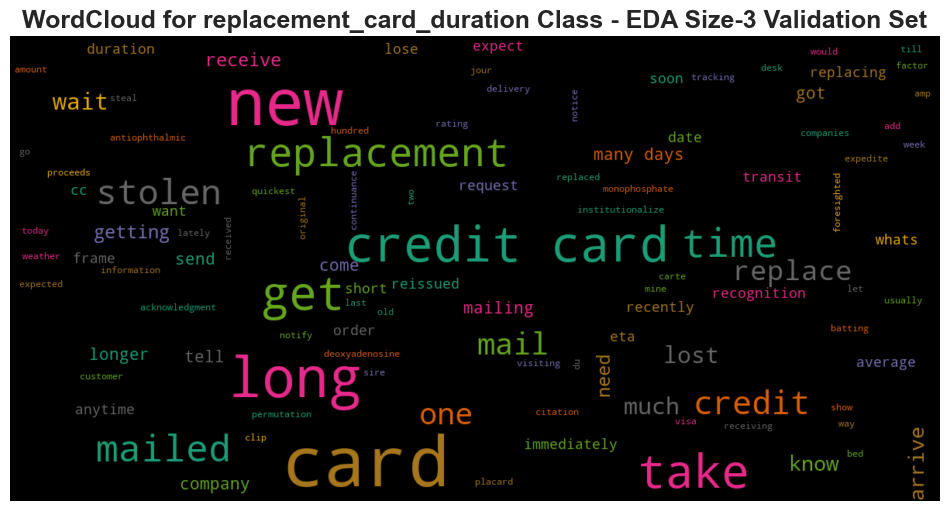 WordCloud for replacement_card_duration Class - EDA Size-3 Validation Set
duration
lose
expect
would
till
amount
receive
jour
desk
factor
soon
tracking
replacing
wait
steal
new
delivery
notice
got
amp
antiophthalmic
hundred
rating
date
companies
add
go
replacement
many days
week
expedite
proceeds
cc
stolen
quickest
continuance
two
request
replaced
monophosphate
transit
foresighted
want
original
institutionalize
today
getting
lately
received
credit card
time
whats
weather
frame
send
information
come
replace
expected
get
short
reissued
carte
mine
recognition
let
usually
acknowledgment
last
old
mailing
recently
notify
order
mail
eta
batting
longer
tell
deoxyadenosine
sire
visiting
du
need
lost
average
customer
long
anytime
permutation
one
citation
much
credit
show
visa
receiving
way
mailed
clip
card
immediately
take
know
bed
arrive
company
placard